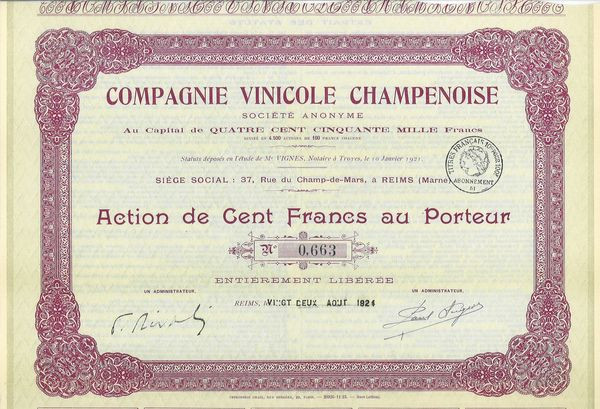 COMPAGNIE VINICOLE CHAMPENOISE
SOCIÉTÉ ANONYME
Au Capital de QUATRE CENT CINQUANTE MILLE Francs
DIVISÉ EN 4.500 ACTIONS DE 100 FRANCS CHACUNE
Statuts déposés en l'étude de Me VIGNES, Notaire à Troyes, le 10 Janvier 1921.
TITRES FRANÇAIS
ABONNEMENT
51
SIÈGE SOCIAL : 37, Rue du Champ-de-Mars, à REIMS (Marne)
Action de Cent Francs au Porteur
No 0.663
ENTIEREMENT LIBÉRÉE
UN ADMINISTRATEUR, UN ADMINISTRATEUR,
REIMS, VINGT DEUX AOUT 1924